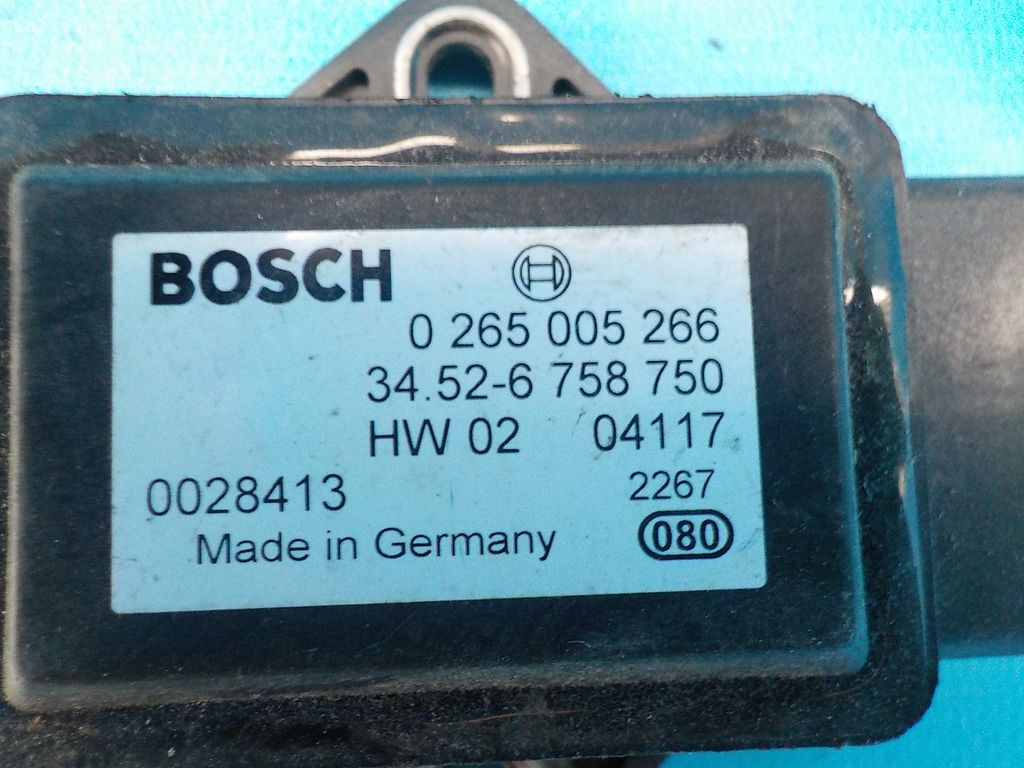 BOSCH
0 265 005 266
34.52-6 758 750
HW 02 04117
0028413 2267
Made in Germany 080